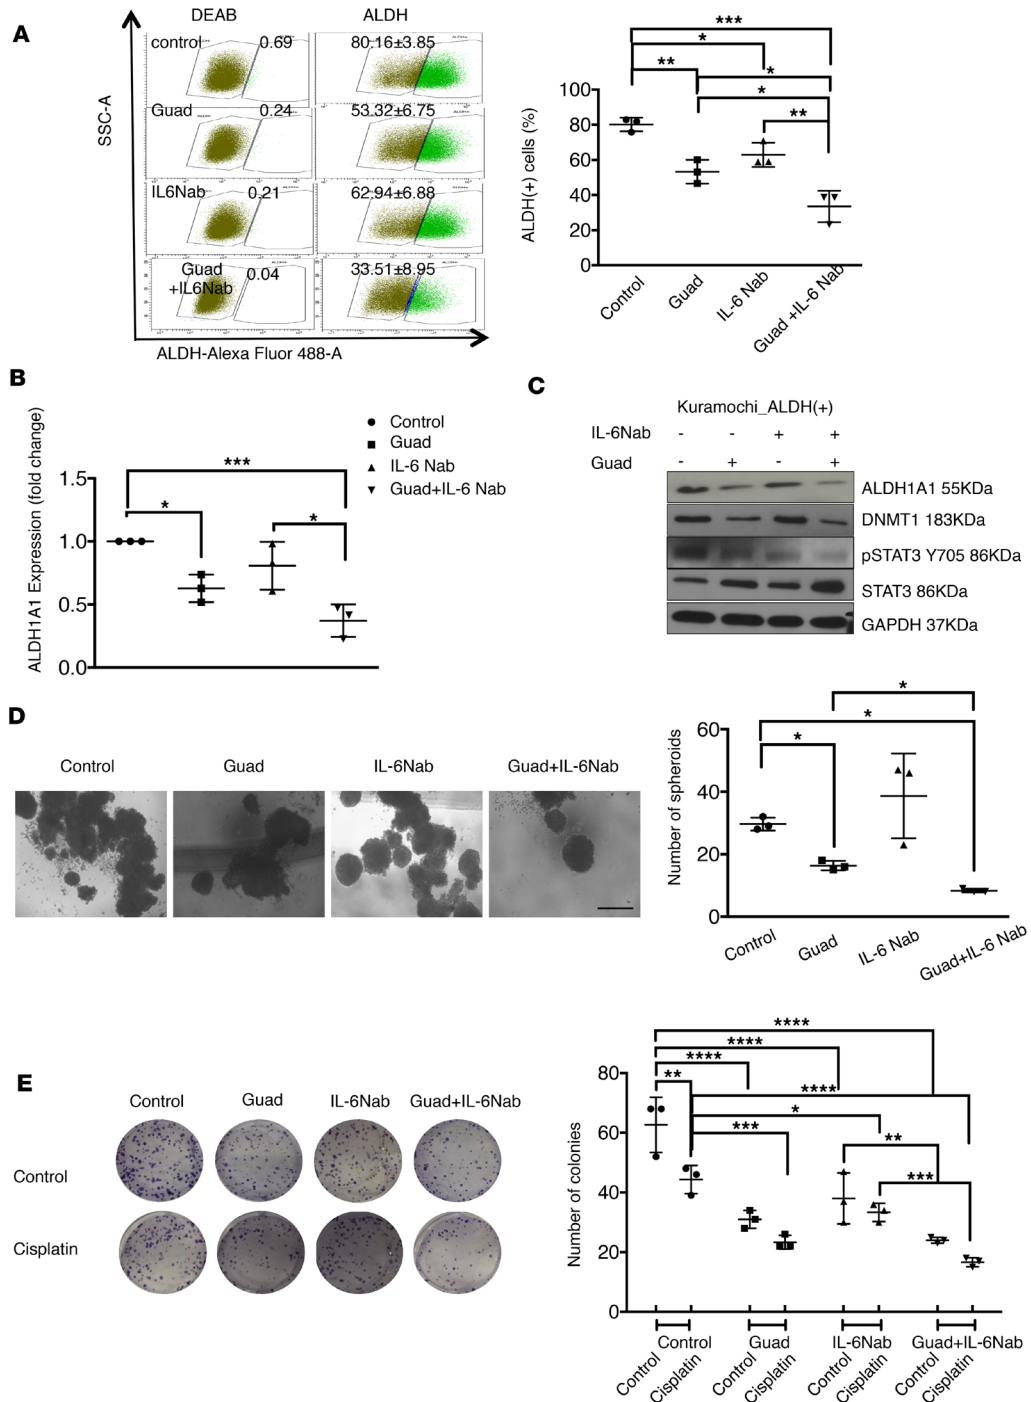 A
DEAB
ALDH
control
0.69
80.16±3.85
Guad
0.24
53.32±6.75
IL6Nab
0.21
62.94±6.88
Guad
+IL6Nab
0.04
33.51±8.95
SSC-A
ALDH-Alexa Fluor 488-A
***
*
**
*
*
**
ALDH(+) cells (%)
100
80
60
40
20
0
Control
Guad
IL-6 Nab
Guad +IL-6 Nab
B
ALDH1A1 Expression (fold change)
1.5
1.0
0.5
0.0
***
*
*
Control
Guad
IL-6 Nab
Guad+IL-6 Nab
C
Kuramochi_ALDH(+)
IL-6Nab - - + +
Guad - + - +
ALDH1A1 55KDa
DNMT1 183KDa
pSTAT3 Y705 86KDa
STAT3 86KDa
GAPDH 37KDa
D
Control
Guad
IL-6Nab
Guad+IL-6Nab
*
*
*
Number of spheroids
60
40
20
0
Control
Guad
IL-6 Nab
Guad+IL-6 Nab
E
Control
Guad
IL-6Nab
Guad+IL-6Nab
Control
Cisplatin
****
****
****
**
****
*
***
**
***
Number of colonies
80
60
40
20
0
Control
Guad
IL-6Nab
Guad+IL-6Nab
Control
Cisplatin
Control
Cisplatin
Control
Cisplatin
Control
Cisplatin